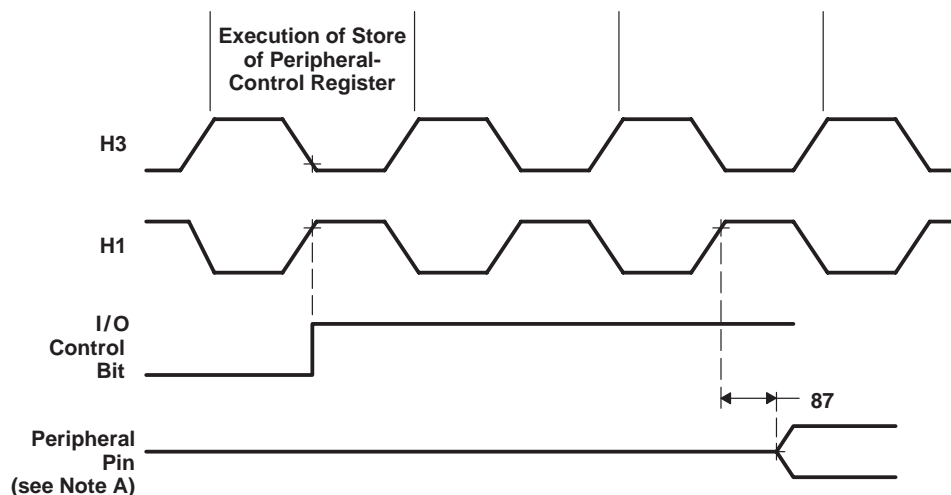 Execution of Store
of Peripheral-
Control Register
H3
H1
I/O
Control
Bit
87
Peripheral
Pin
(see Note A)